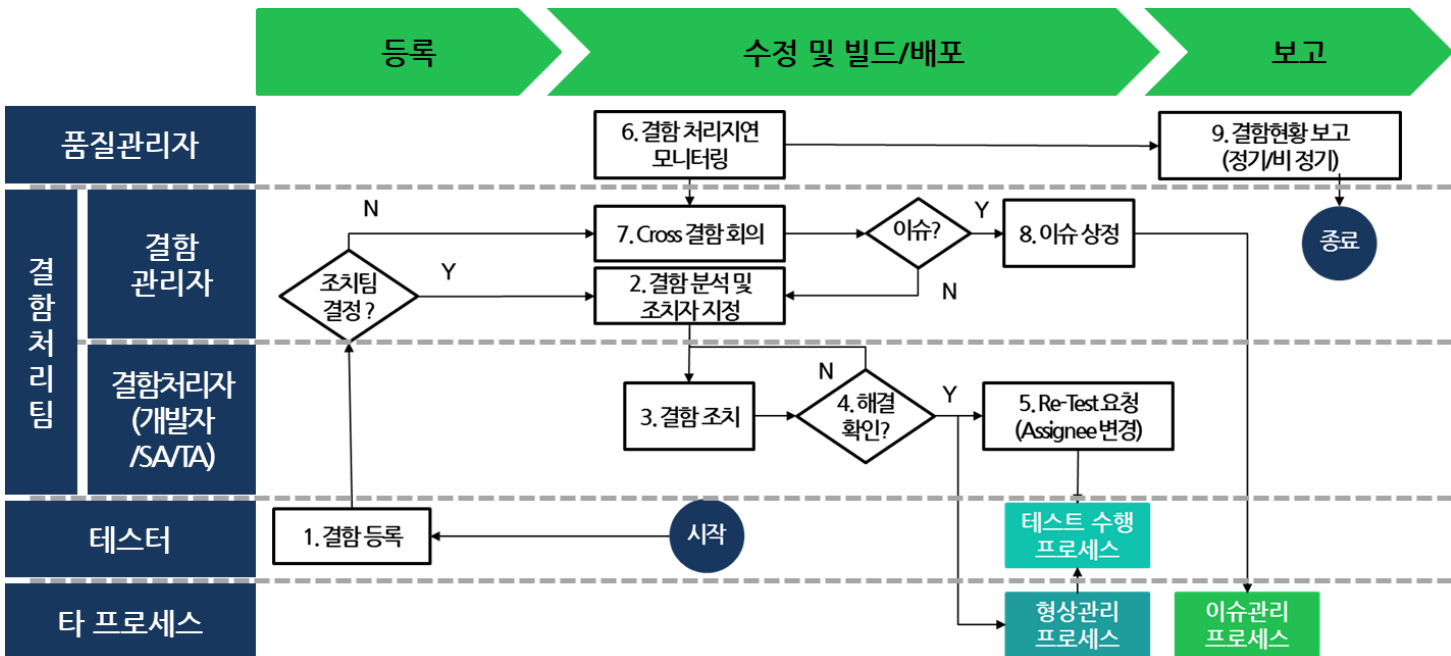 등록
수정 및 빌드/배포
보고
품질관리자
6. 결함 처리지연
모니터링
9. 결함현황 보고
(정기/비 정기)
결
함
처
리
팀
결함
관리자
N
조치팀
결정 ?
Y
7. Cross 결함 회의
이슈?
Y
8. 이슈 상정
종료
2. 결함 분석 및
조치자 지정
N
결함처리자
(개발자
/SA/TA)
3. 결함 조치
N
4. 해결
확인?
Y
5. Re-Test 요청
(Assignee 변경)
테스터
1. 결함 등록
시작
테스트 수행
프로세스
타 프로세스
형상관리
프로세스
이슈관리
프로세스